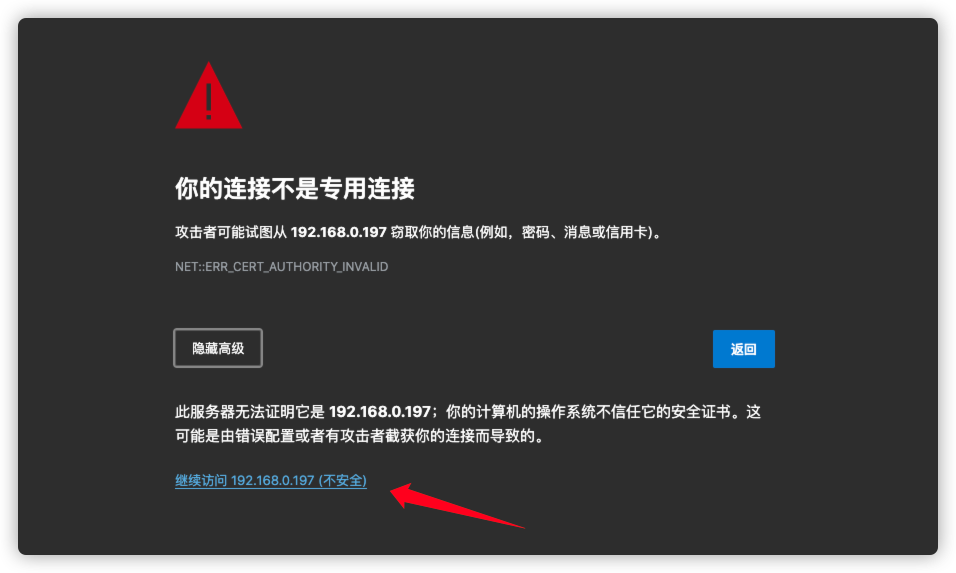 你的连接不是专用连接
攻击者可能试图从 192.168.0.197 窃取你的信息(例如，密码、消息或信用卡)。
NET::ERR_CERT_AUTHORITY_INVALID
隐藏高级
返回
此服务器无法证明它是 192.168.0.197；你的计算机的操作系统不信任它的安全证书。这
可能是由错误配置或者有攻击者截获你的连接而导致的。
继续访问 192.168.0.197 (不安全)